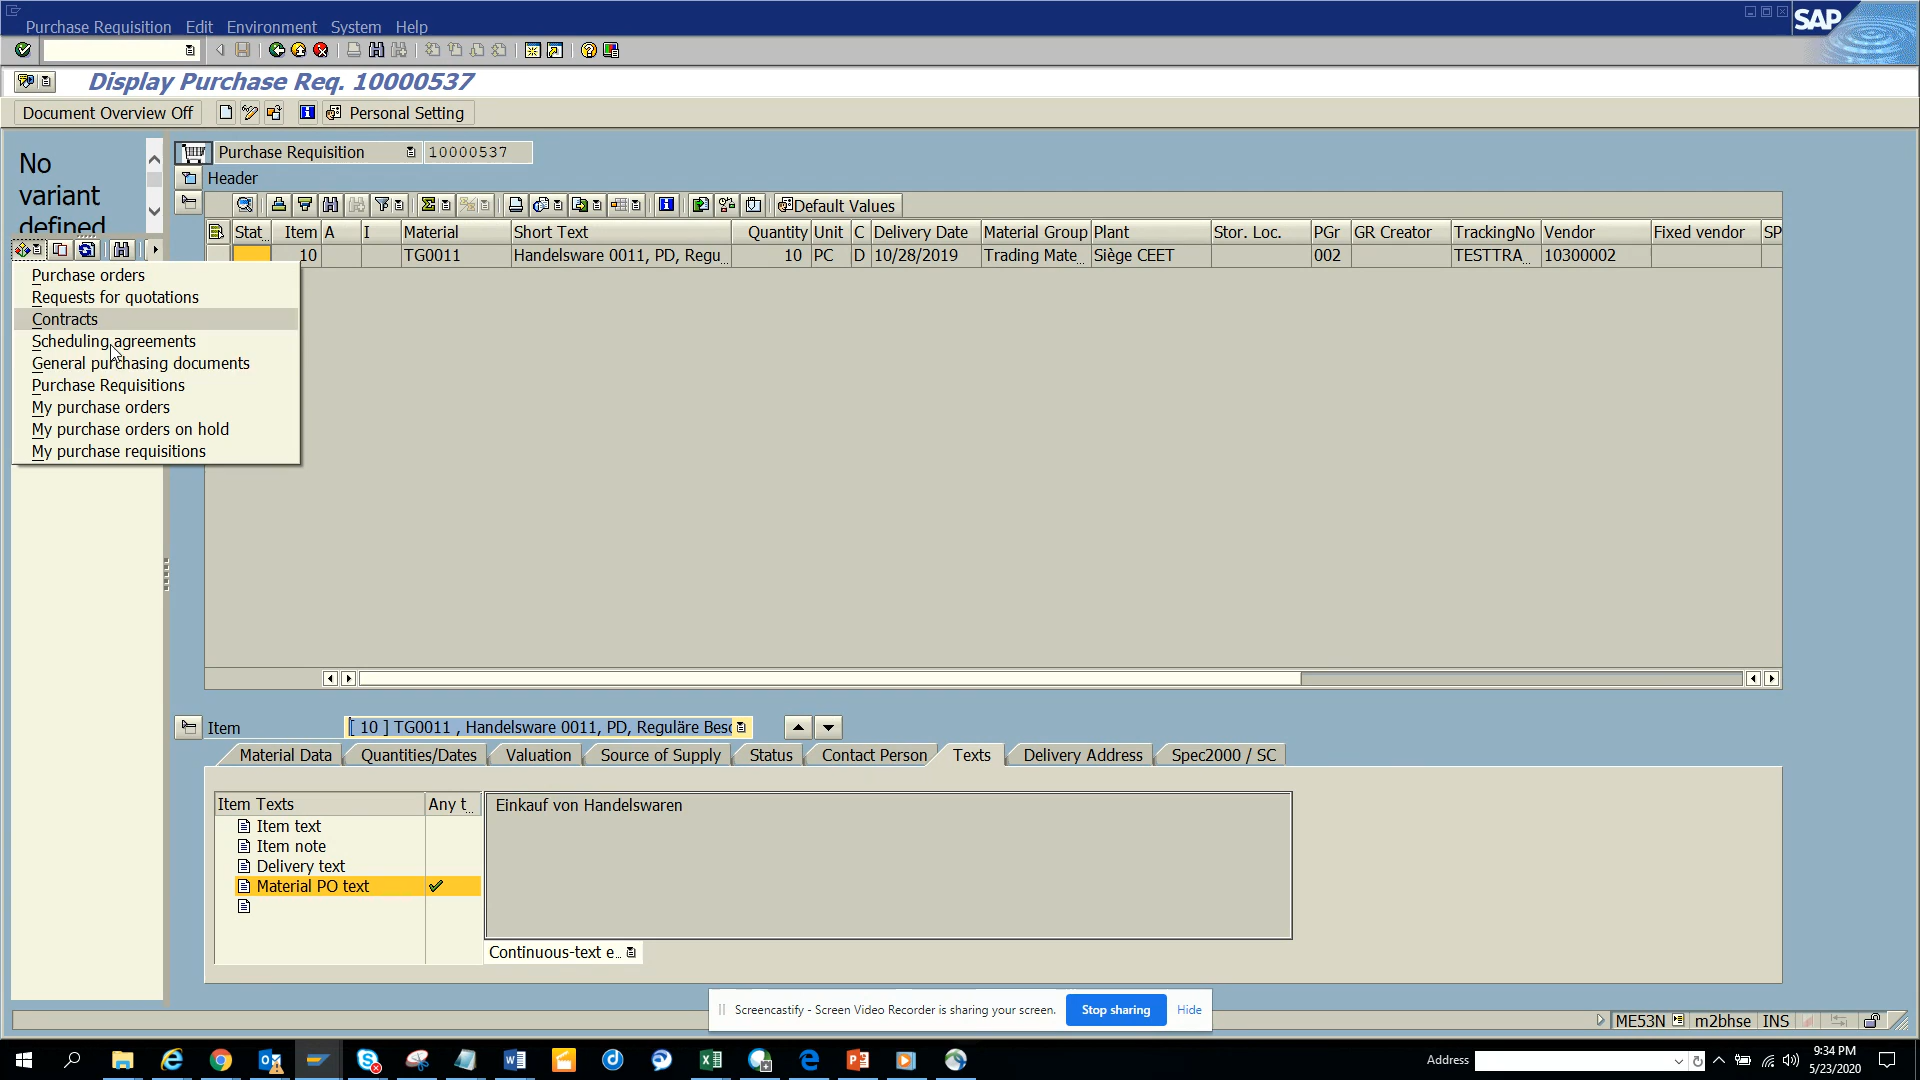 Purchase Requisition Edit Environment System Help
SAP
Display Purchase Req. 10000537
Document Overview Off Personal Setting
No
variant
defined
Purchase Requisition 10000537
Header
Default Values
Stat.. Item A I Material Short Text Quantity Unit C Delivery Date Material Group Plant Stor. Loc. PGr GR Creator TrackingNo Vendor Fixed vendor SP
10 TG0011 Handelsware 0011, PD, Regu... 10 PC D 10/28/2019 Trading Mate... Siège CEET 002 TESTTRA... 10300002
Purchase orders
Requests for quotations
Contracts
Scheduling agreements
General purchasing documents
Purchase Requisitions
My purchase orders
My purchase orders on hold
My purchase requisitions
Item [ 10 ] TG0011 , Handelsware 0011, PD, Reguläre Besc
Material Data Quantities/Dates Valuation Source of Supply Status Contact Person Texts Delivery Address Spec2000 / SC
Item Texts Any t...
Item text
Item note
Delivery text
Material PO text
Einkauf von Handelswaren
Continuous-text e...
Screencastify - Screen Video Recorder is sharing your screen. Stop sharing Hide
ME53N m2bhse INS
Address
9:34 PM
5/23/2020